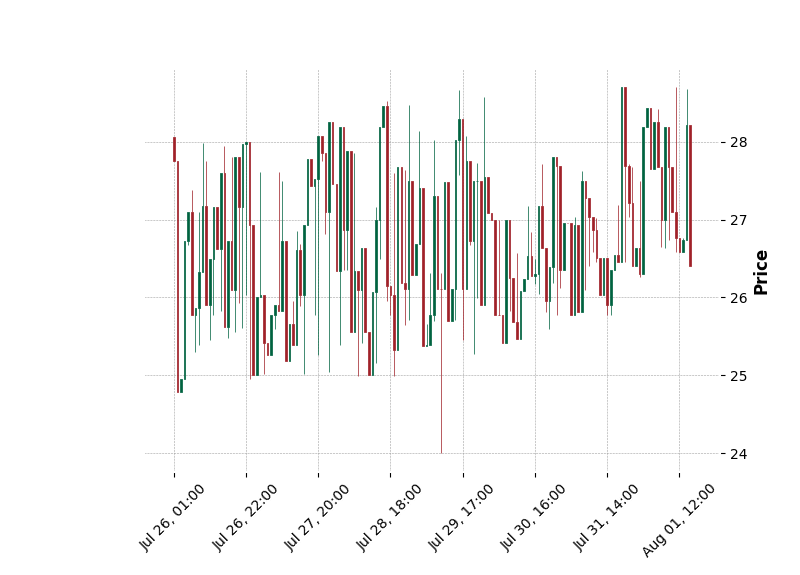 28
27
26
25
24
Price
Jul 26, 01:00
Jul 26, 22:00
Jul 27, 20:00
Jul 28, 18:00
Jul 29, 17:00
Jul 30, 16:00
Jul 31, 14:00
Aug 01, 12:00